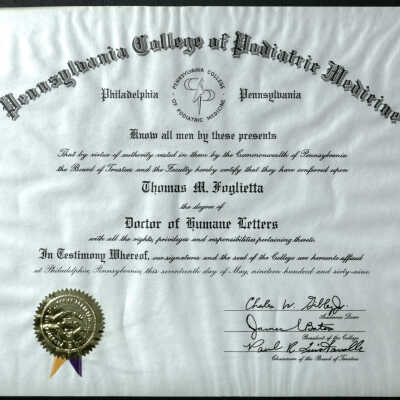 Pennsylvania College of Podiatric Medicine
Philadelphia Pennsylvania
PENNSYLVANIA COLLEGE OF PODIATRIC MEDICINE
Know all men by these presents
That by virtue of authority vested in them by the Commonwealth of Pennsylvania
the Board of Trustees and the Faculty hereby certify that they have conferred upon
Thomas M. Foglietta
the degree of
Doctor of Humane Letters
with all the rights, privileges and responsibilities pertaining thereto.
In Testimony Whereof, our signatures and the seal of the College are hereunto affixed
at Philadelphia, Pennsylvania, this seventeenth day of May, nineteen hundred and sixty-nine.
Academic Dean
James
President of the College
Chairman of the Board of Trustees